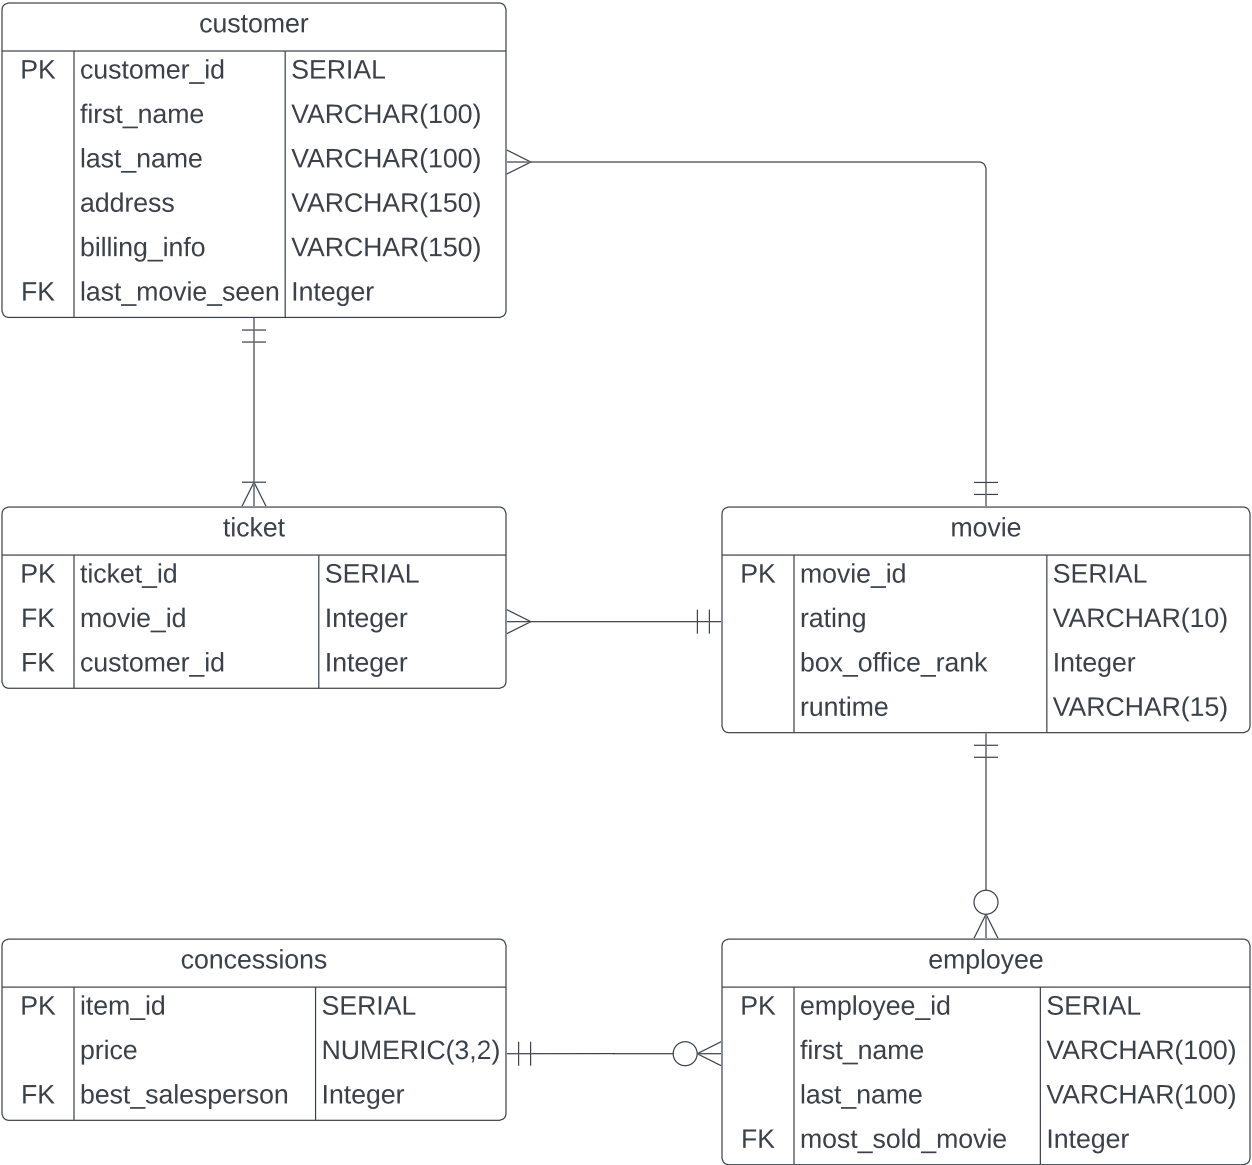 customer
PK customer_id SERIAL
first_name VARCHAR(100)
last_name VARCHAR(100)
address VARCHAR(150)
billing_info VARCHAR(150)
FK last_movie_seen Integer
ticket
PK ticket_id SERIAL
FK movie_id Integer
FK customer_id Integer
movie
PK movie_id SERIAL
rating VARCHAR(10)
box_office_rank Integer
runtime VARCHAR(15)
concessions
PK item_id SERIAL
price NUMERIC(3,2)
FK best_salesperson Integer
employee
PK employee_id SERIAL
first_name VARCHAR(100)
last_name VARCHAR(100)
FK most_sold_movie Integer